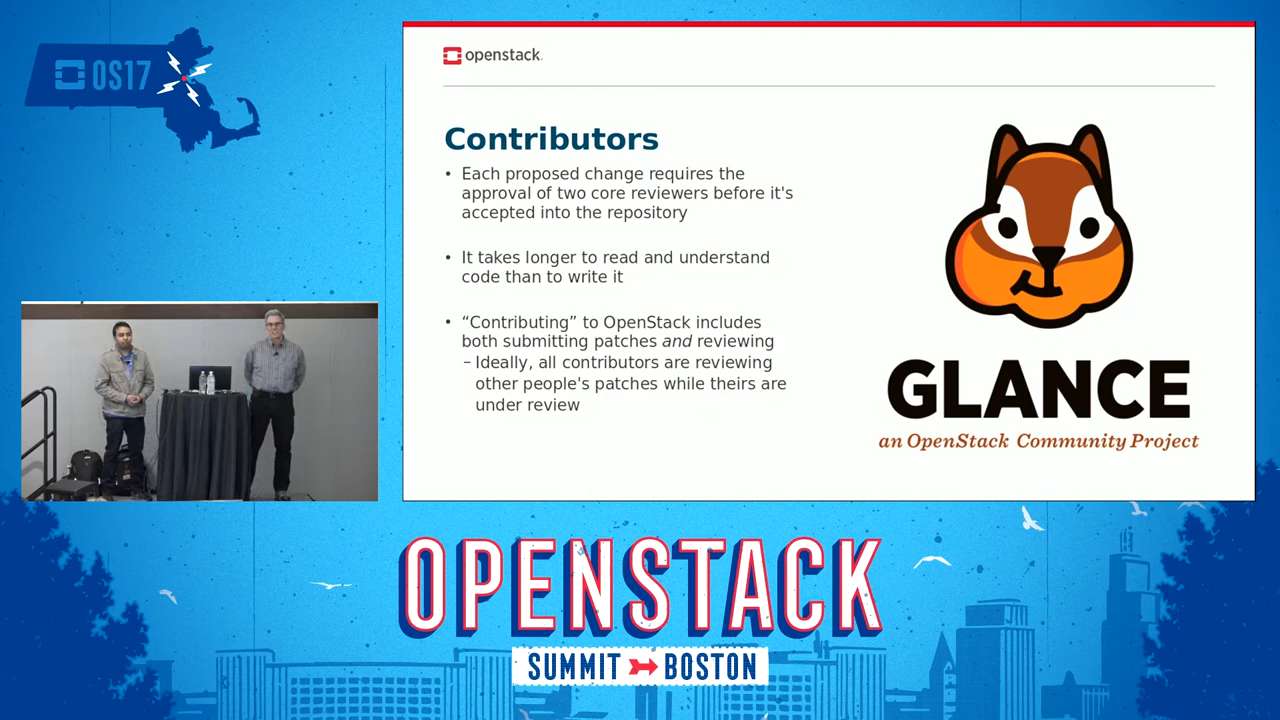 OS17
openstack.
Contributors
• Each proposed change requires the
approval of two core reviewers before it's
accepted into the repository
• It takes longer to read and understand
code than to write it
• “Contributing” to OpenStack includes
both submitting patches and reviewing
– Ideally, all contributors are reviewing
other people's patches while theirs are
under review
GLANCE
an OpenStack Community Project
OPENSTACK
SUMMIT BOSTON